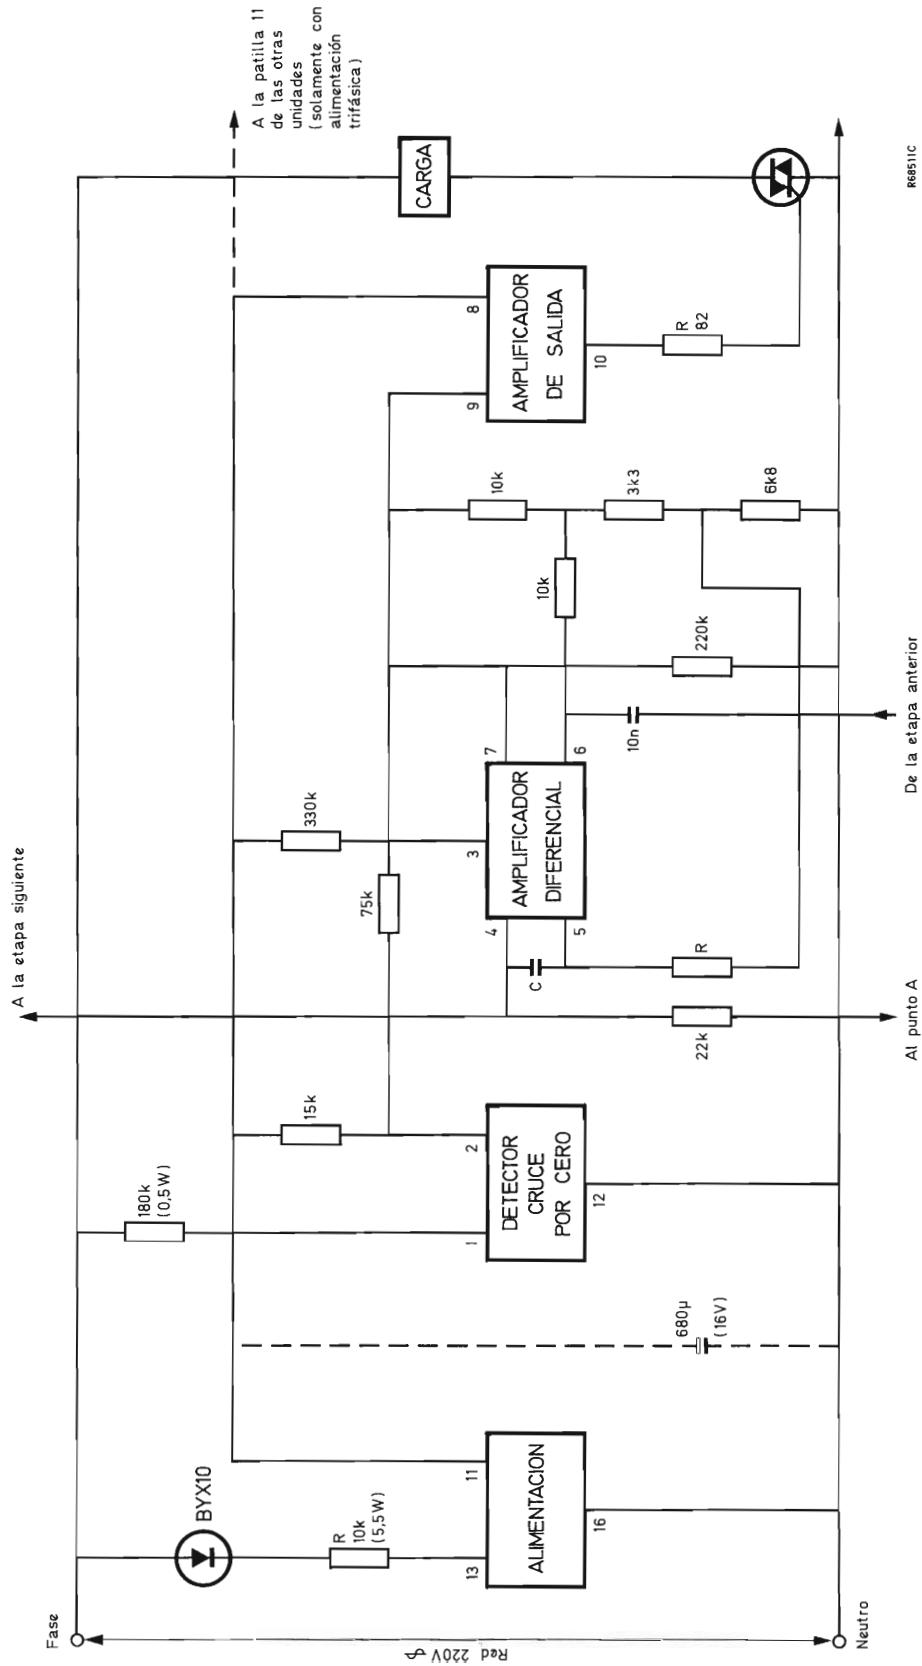 Fase
Red 220V
Neutro
BYX10
R
10k
(5,5W)
13
11
ALIMENTACION
16
680µ
(16V)
180k
(0,5W)
15k
1
2
DETECTOR
CRUCE
POR CERO
12
A la etapa siguiente
22k
Al punto A
75k
330k
C
R
4
5
3
AMPLIFICADOR
DIFERENCIAL
7
6
10n
De la etapa anterior
220k
10k
10k
3k3
6k8
9
8
AMPLIFICADOR
DE SALIDA
10
R
82
CARGA
A la patilla 11
de las otras
unidades
(solamente con
alimentación
trifásica)
R68511C